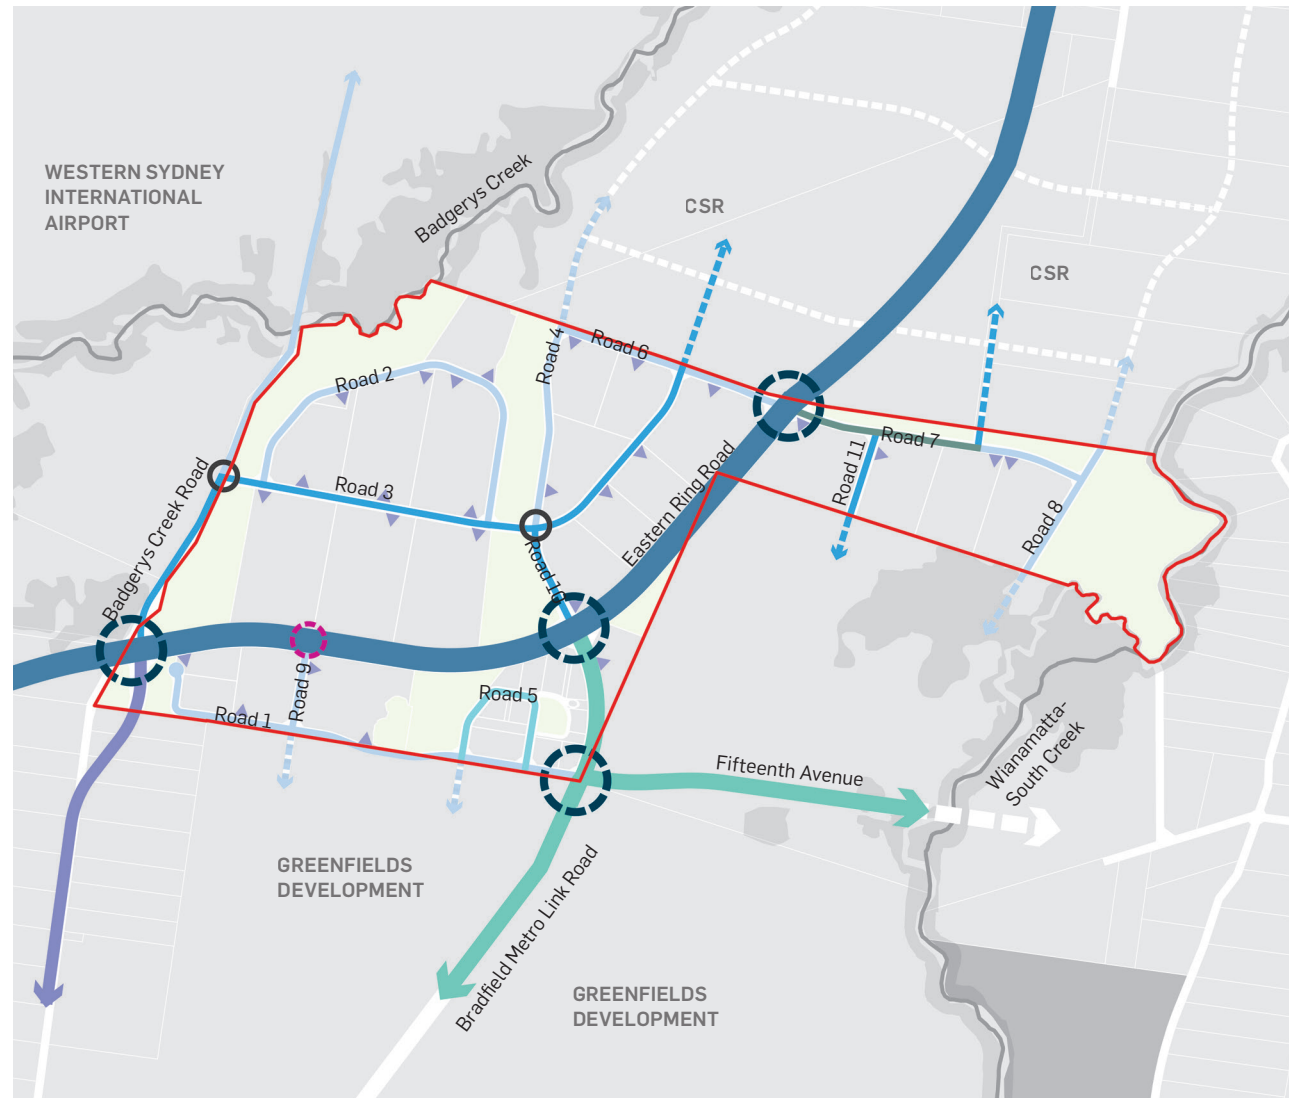 WESTERN SYDNEY
INTERNATIONAL
AIRPORT
Badgerys Creek
CSR
CSR
Road 4
Road 6
Road 2
Road 7
Road 11
Road 3
Eastern Ring Road
Badgerys Creek Road
Road 8
Road 10
Road 9
Road 5
Road 1
Fifteenth Avenue
Wianamatta-
South Creek
GREENFIELDS
DEVELOPMENT
Bradfield Metro Link Road
GREENFIELDS
DEVELOPMENT